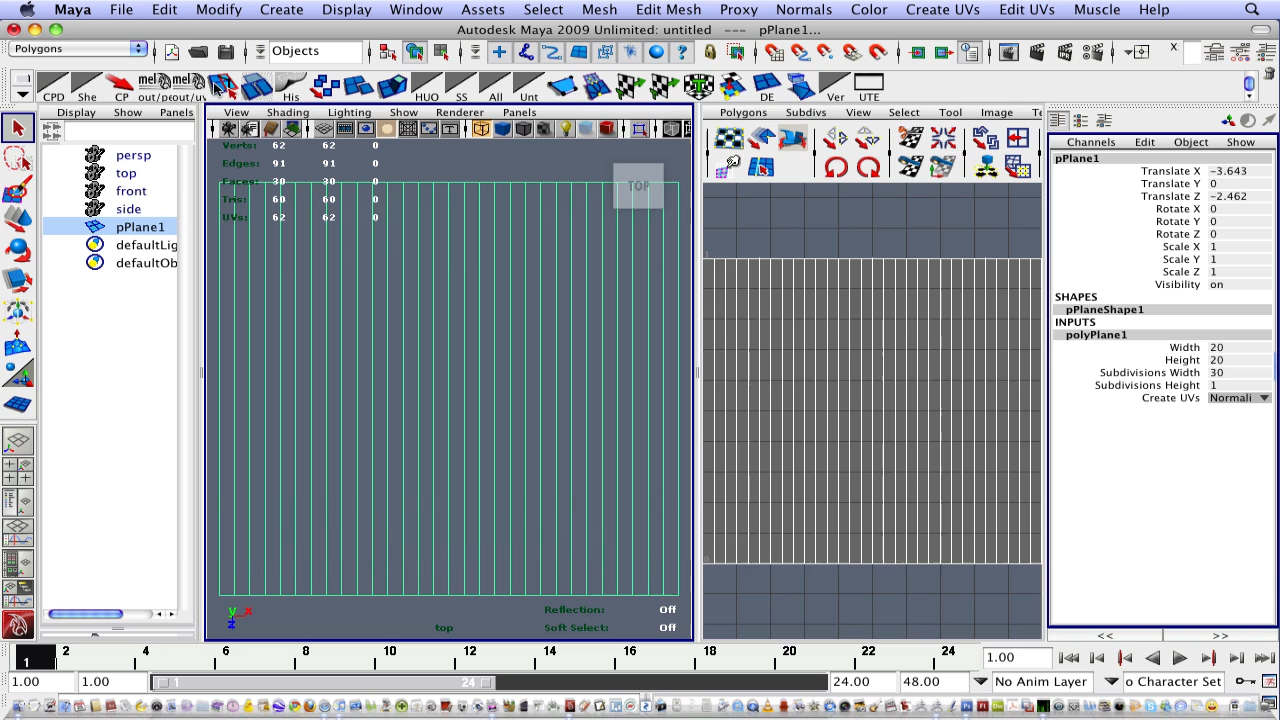 Maya File Edit Modify Create Display Window Assets Select Mesh Edit Mesh Proxy Normals Color Create UVs Edit UVs Muscle Help
Autodesk Maya 2009 Unlimited: untitled --- pPlane1...
Polygons Objects X
CPD She CP mel out/pe mel out/uv His HUO SS All Unt DE Ver UTE
Display Show Panels
View Shading Lighting Show Renderer Panels
Polygons Subdivs View Select Tool Image
Channels Edit Object Show
persp
top
front
side
pPlane1
defaultLig
defaultOb
Verts: 62 62 0
Edges: 91 91 0
Faces: 30 30 0
Tris: 60 60 0
UVs: 62 62 0
TOP
y x
z
top
Reflection: Off
Soft Select: Off
pPlane1
Translate X -3.643
Translate Y 0
Translate Z -2.462
Rotate X 0
Rotate Y 0
Rotate Z 0
Scale X 1
Scale Y 1
Scale Z 1
Visibility on
SHAPES
pPlaneShape1
INPUTS
polyPlane1
Width 20
Height 20
Subdivisions Width 30
Subdivisions Height 1
Create UVs Normali
<< >>
1 2 4 6 8 10 12 14 16 18 20 22 24 1.00
1.00 1.00 1 24 24.00 48.00 No Anim Layer o Character Set